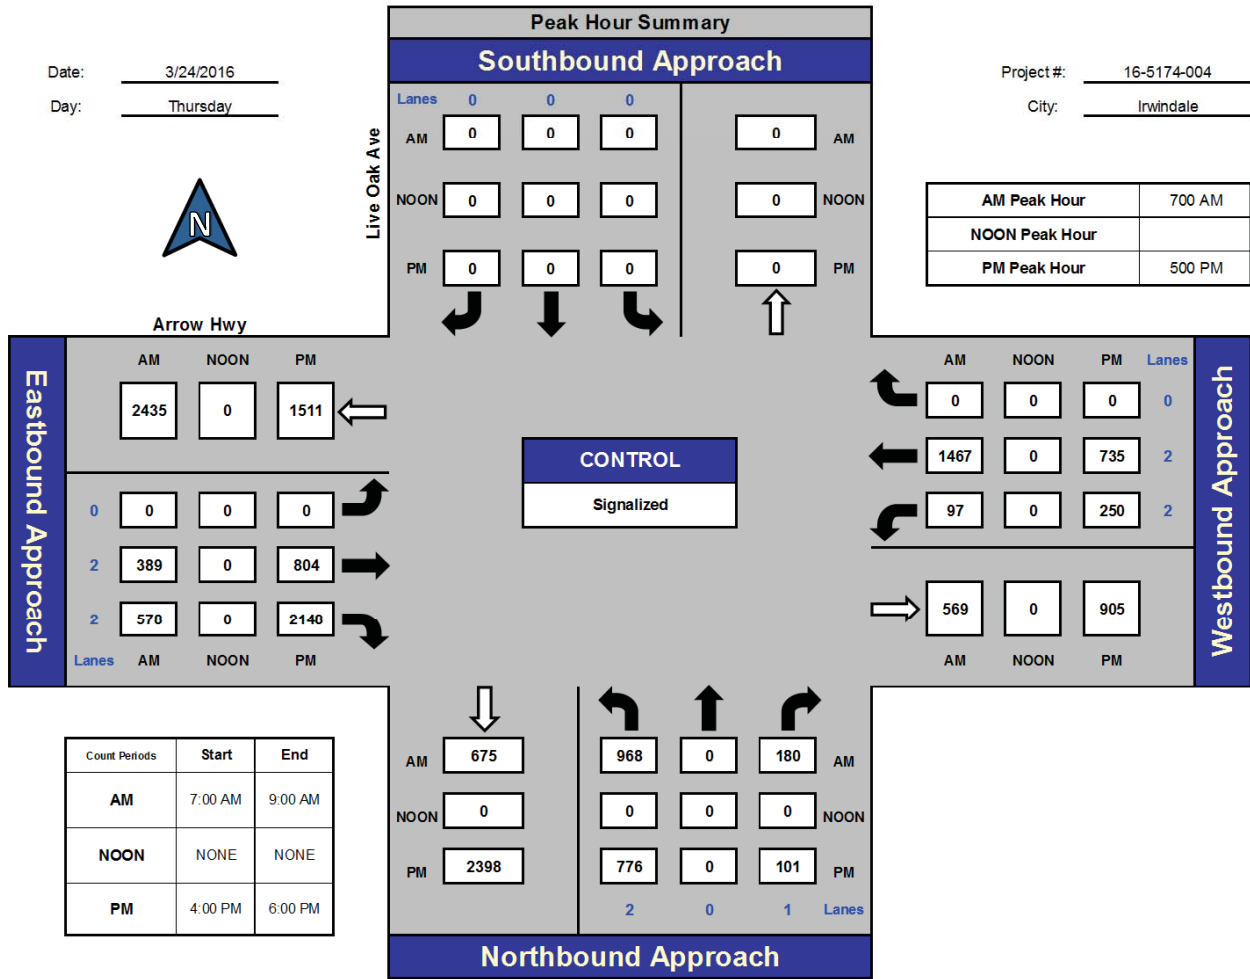 Peak Hour Summary
Southbound Approach
Date: 3/24/2016
Day: Thursday
Project #: 16-5174-004
City: Irwindale
N
Live Oak Ave
Lanes 0 0 0
AM 0 0 0 0 AM
NOON 0 0 0 0 NOON
PM 0 0 0 0 PM
AM Peak Hour 700 AM
NOON Peak Hour
PM Peak Hour 500 PM
Arrow Hwy
Eastbound Approach
AM NOON PM
2435 0 1511
0 0 0 0
2 389 0 804
2 570 0 2140
Lanes AM NOON PM
CONTROL
Signalized
AM NOON PM Lanes
0 0 0 0
1467 0 735 2
97 0 250 2
569 0 905
AM NOON PM
Westbound Approach
AM 675 968 0 180 AM
NOON 0 0 0 0 NOON
PM 2398 776 0 101 PM
2 0 1 Lanes
Northbound Approach
Count Periods Start End
AM 7:00 AM 9:00 AM
NOON NONE NONE
PM 4:00 PM 6:00 PM